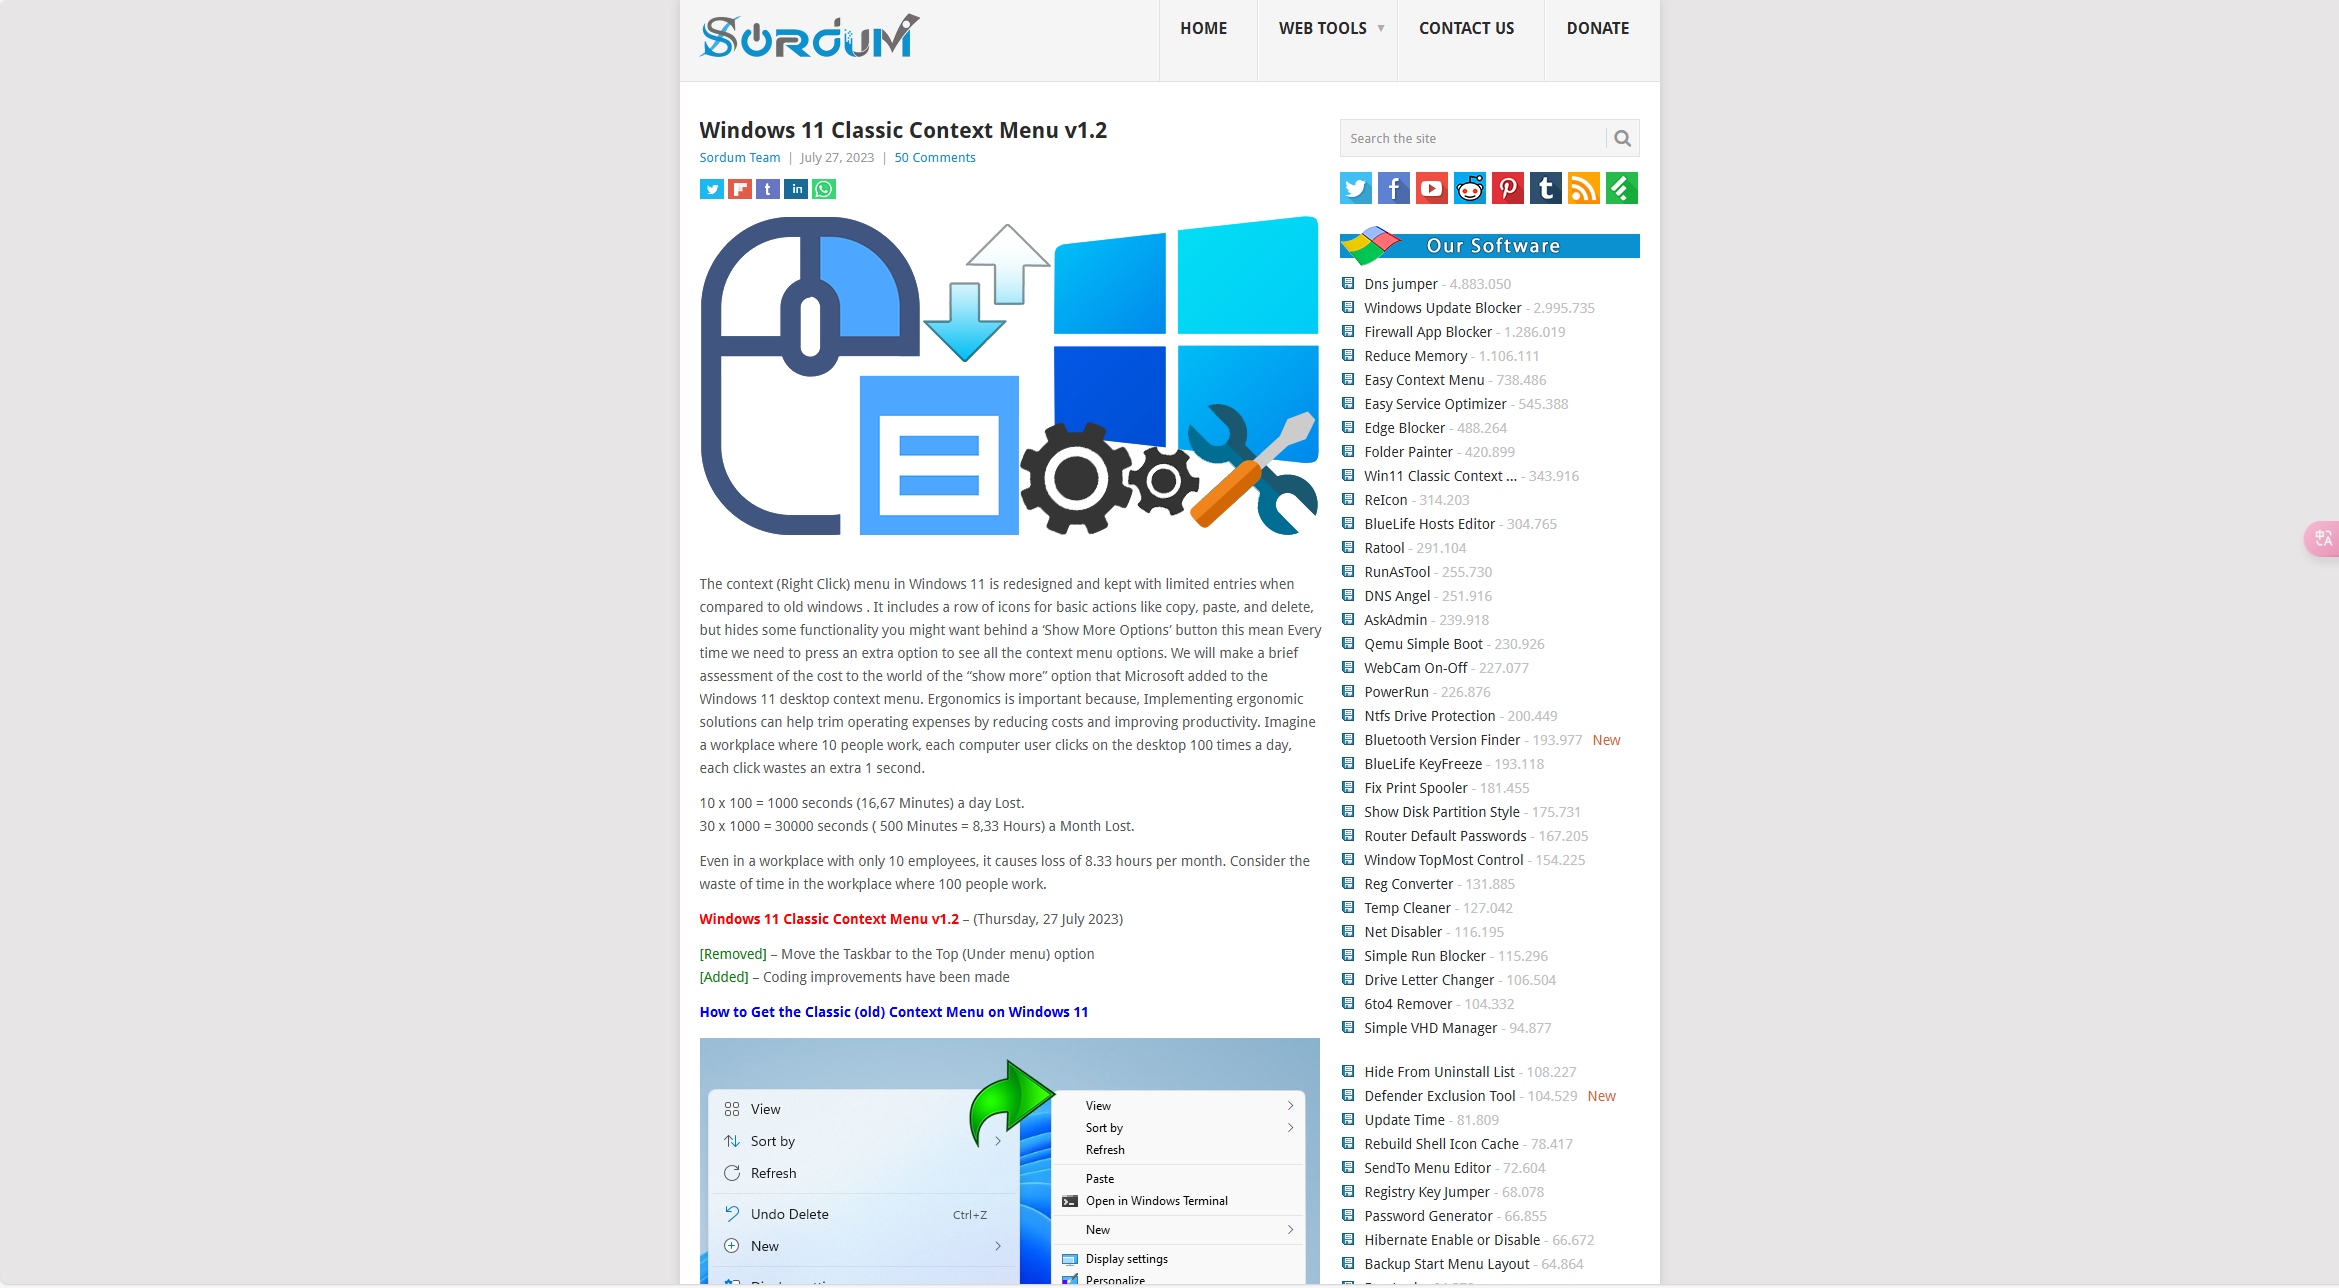 SORDUM
HOME
WEB TOOLS
CONTACT US
DONATE
Windows 11 Classic Context Menu v1.2
Sordum Team | July 27, 2023 | 50 Comments
The context (Right Click) menu in Windows 11 is redesigned and kept with limited entries when
compared to old windows . It includes a row of icons for basic actions like copy, paste, and delete,
but hides some functionality you might want behind a ‘Show More Options’ button this mean Every
time we need to press an extra option to see all the context menu options. We will make a brief
assessment of the cost to the world of the “show more” option that Microsoft added to the
Windows 11 desktop context menu. Ergonomics is important because, Implementing ergonomic
solutions can help trim operating expenses by reducing costs and improving productivity. Imagine
a workplace where 10 people work, each computer user clicks on the desktop 100 times a day,
each click wastes an extra 1 second.
10 x 100 = 1000 seconds (16,67 Minutes) a day Lost.
30 x 1000 = 30000 seconds ( 500 Minutes = 8,33 Hours) a Month Lost.
Even in a workplace with only 10 employees, it causes loss of 8.33 hours per month. Consider the
waste of time in the workplace where 100 people work.
Windows 11 Classic Context Menu v1.2 – (Thursday, 27 July 2023)
[Removed] – Move the Taskbar to the Top (Under menu) option
[Added] – Coding improvements have been made
How to Get the Classic (old) Context Menu on Windows 11
View
Sort by
Refresh
Undo Delete Ctrl+Z
New
View
Sort by
Refresh
Paste
Open in Windows Terminal
New
Display settings
Personalize
Search the site
Our Software
Dns jumper - 4.883.050
Windows Update Blocker - 2.995.735
Firewall App Blocker - 1.286.019
Reduce Memory - 1.106.111
Easy Context Menu - 738.486
Easy Service Optimizer - 545.388
Edge Blocker - 488.264
Folder Painter - 420.899
Win11 Classic Context ... - 343.916
ReIcon - 314.203
BlueLife Hosts Editor - 304.765
Ratool - 291.104
RunAsTool - 255.730
DNS Angel - 251.916
AskAdmin - 239.918
Qemu Simple Boot - 230.926
WebCam On-Off - 227.077
PowerRun - 226.876
Ntfs Drive Protection - 200.449
Bluetooth Version Finder - 193.977 New
BlueLife KeyFreeze - 193.118
Fix Print Spooler - 181.455
Show Disk Partition Style - 175.731
Router Default Passwords - 167.205
Window TopMost Control - 154.225
Reg Converter - 131.885
Temp Cleaner - 127.042
Net Disabler - 116.195
Simple Run Blocker - 115.296
Drive Letter Changer - 106.504
6to4 Remover - 104.332
Simple VHD Manager - 94.877
Hide From Uninstall List - 108.227
Defender Exclusion Tool - 104.529 New
Update Time - 81.809
Rebuild Shell Icon Cache - 78.417
SendTo Menu Editor - 72.604
Registry Key Jumper - 68.078
Password Generator - 66.855
Hibernate Enable or Disable - 66.672
Backup Start Menu Layout - 64.864